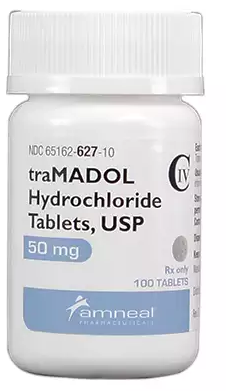 NDC 65162-627-10
traMADOL
Hydrochloride
Tablets, USP
CIV
50 mg
Rx only
100 TABLETS
amneal
PHARMACEUTICALS